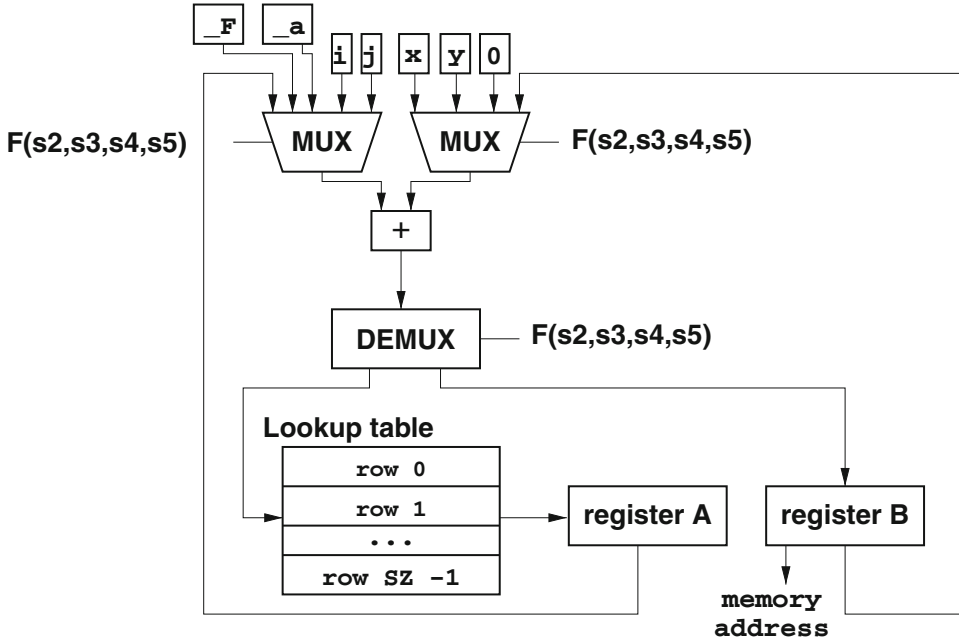 _F
_a
i
j
x
y
0
F(s2,s3,s4,s5)
MUX
MUX
F(s2,s3,s4,s5)
+
DEMUX
F(s2,s3,s4,s5)
Lookup table
row 0
row 1
...
row SZ -1
register A
register B
memory
address